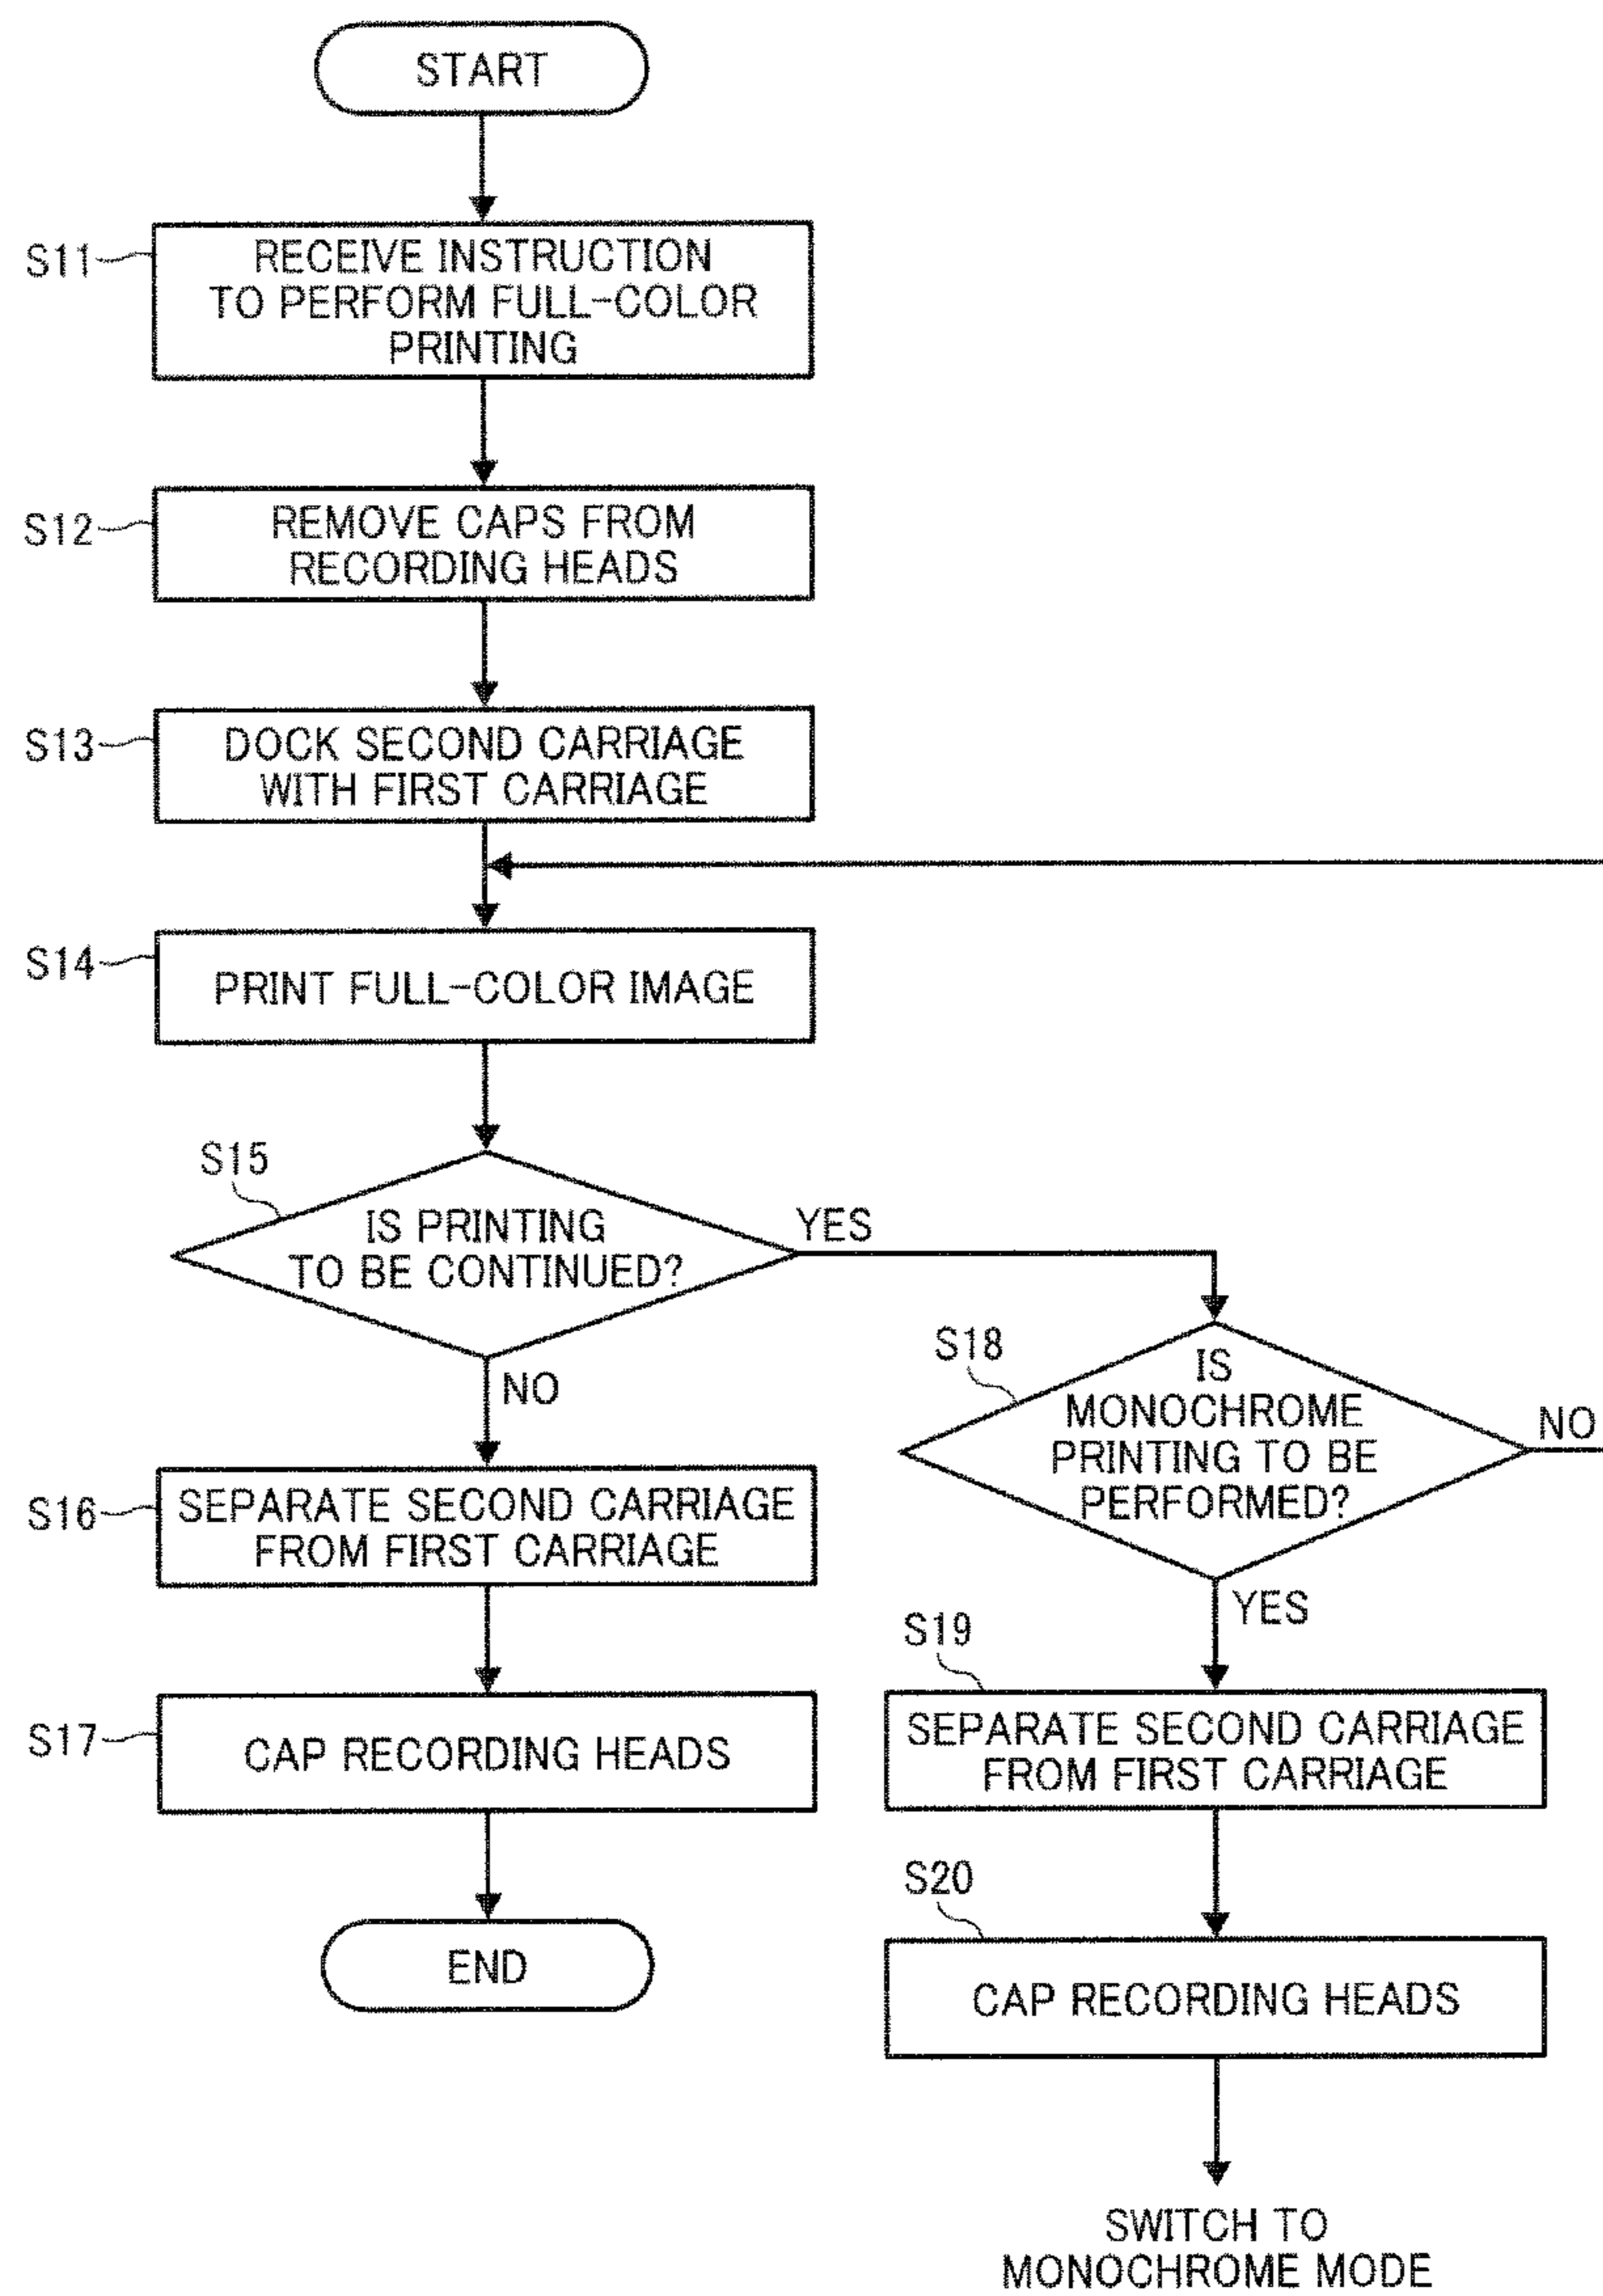 START
S11
RECEIVE INSTRUCTION
TO PERFORM FULL-COLOR
PRINTING
S12
REMOVE CAPS FROM
RECORDING HEADS
S13
DOCK SECOND CARRIAGE
WITH FIRST CARRIAGE
S14
PRINT FULL-COLOR IMAGE
S15
IS PRINTING
TO BE CONTINUED?
YES
NO
S16
SEPARATE SECOND CARRIAGE
FROM FIRST CARRIAGE
S17
CAP RECORDING HEADS
END
S18
IS
MONOCHROME
PRINTING TO BE
PERFORMED?
NO
YES
S19
SEPARATE SECOND CARRIAGE
FROM FIRST CARRIAGE
S20
CAP RECORDING HEADS
SWITCH TO
MONOCHROME MODE